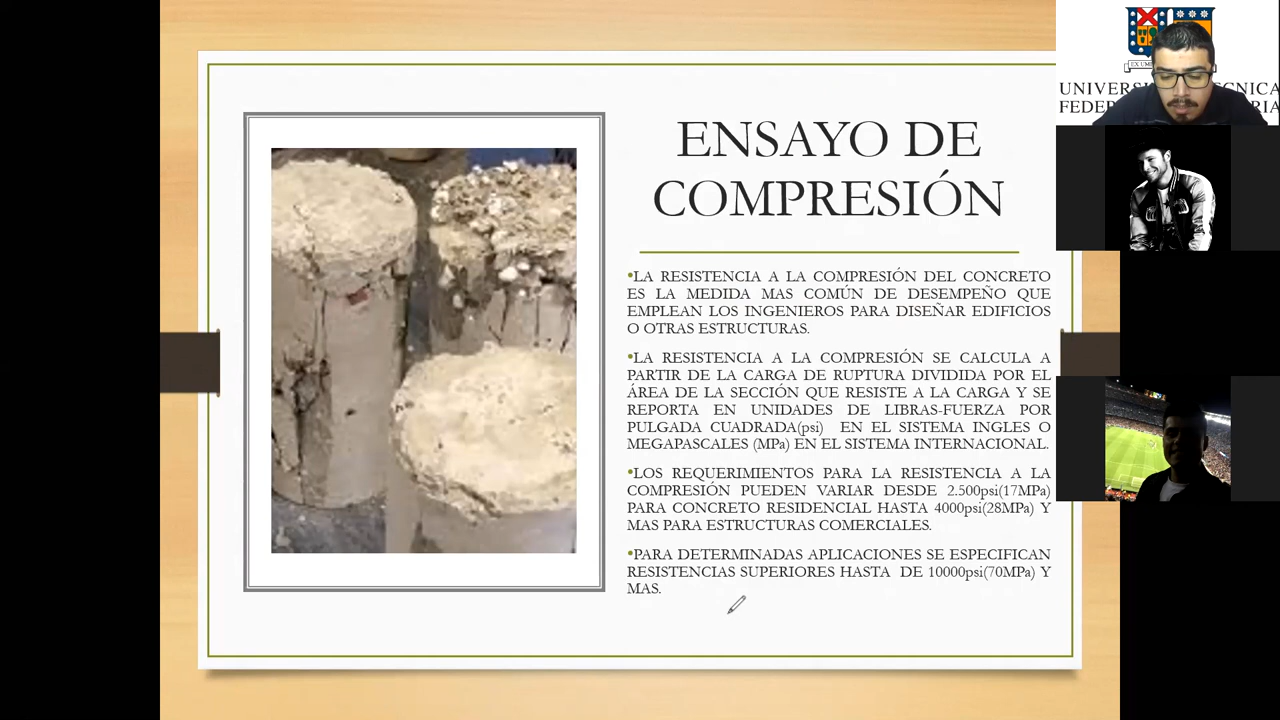 ENSAYO DE
COMPRESIÓN
•LA RESISTENCIA A LA COMPRESIÓN DEL CONCRETO
ES LA MEDIDA MAS COMÚN DE DESEMPEÑO QUE
EMPLEAN LOS INGENIEROS PARA DISEÑAR EDIFICIOS
O OTRAS ESTRUCTURAS.
•LA RESISTENCIA A LA COMPRESIÓN SE CALCULA A
PARTIR DE LA CARGA DE RUPTURA DIVIDIDA POR EL
ÁREA DE LA SECCIÓN QUE RESISTE A LA CARGA Y SE
REPORTA EN UNIDADES DE LIBRAS-FUERZA POR
PULGADA CUADRADA(psi) EN EL SISTEMA INGLES O
MEGAPASCALES (MPa) EN EL SISTEMA INTERNACIONAL.
•LOS REQUERIMIENTOS PARA LA RESISTENCIA A LA
COMPRESIÓN PUEDEN VARIAR DESDE 2.500psi(17MPa)
PARA CONCRETO RESIDENCIAL HASTA 4000psi(28MPa) Y
MAS PARA ESTRUCTURAS COMERCIALES.
•PARA DETERMINADAS APLICACIONES SE ESPECIFICAN
RESISTENCIAS SUPERIORES HASTA DE 10000psi(70MPa) Y
MAS.